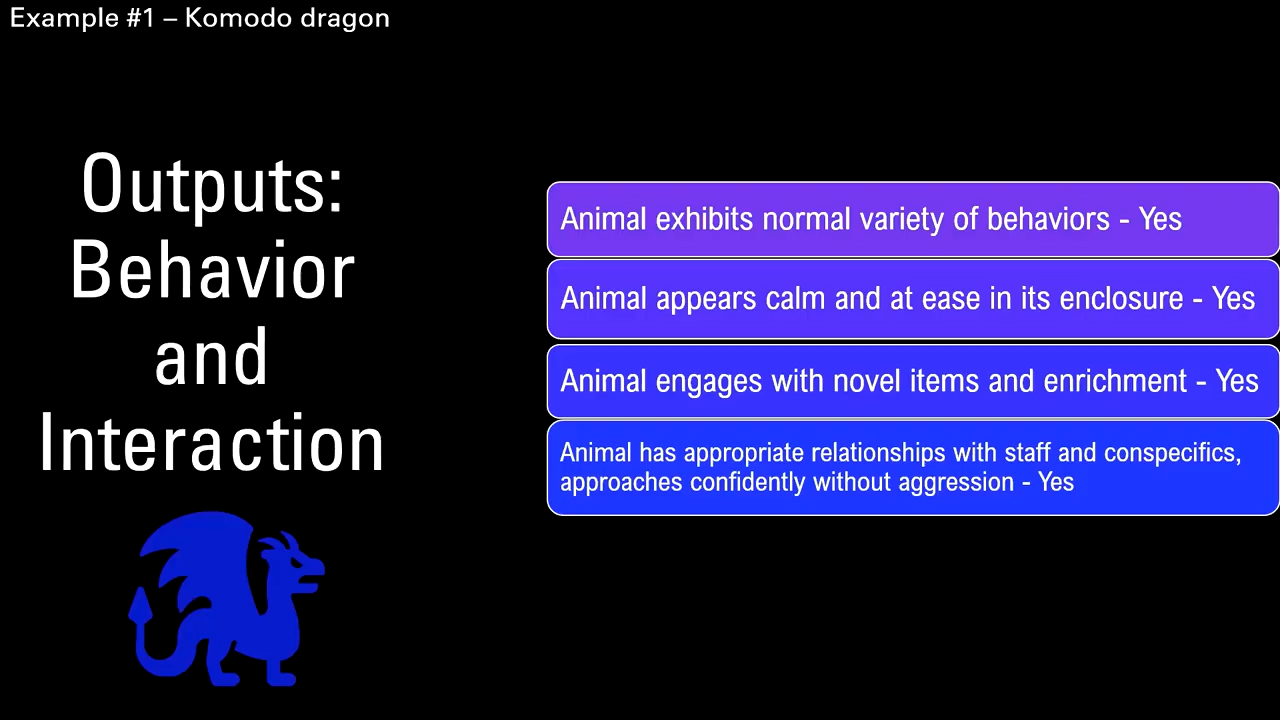 Example #1 – Komodo dragon
Outputs:
Behavior
and
Interaction
Animal exhibits normal variety of behaviors - Yes
Animal appears calm and at ease in its enclosure - Yes
Animal engages with novel items and enrichment - Yes
Animal has appropriate relationships with staff and conspecifics,
approaches confidently without aggression - Yes